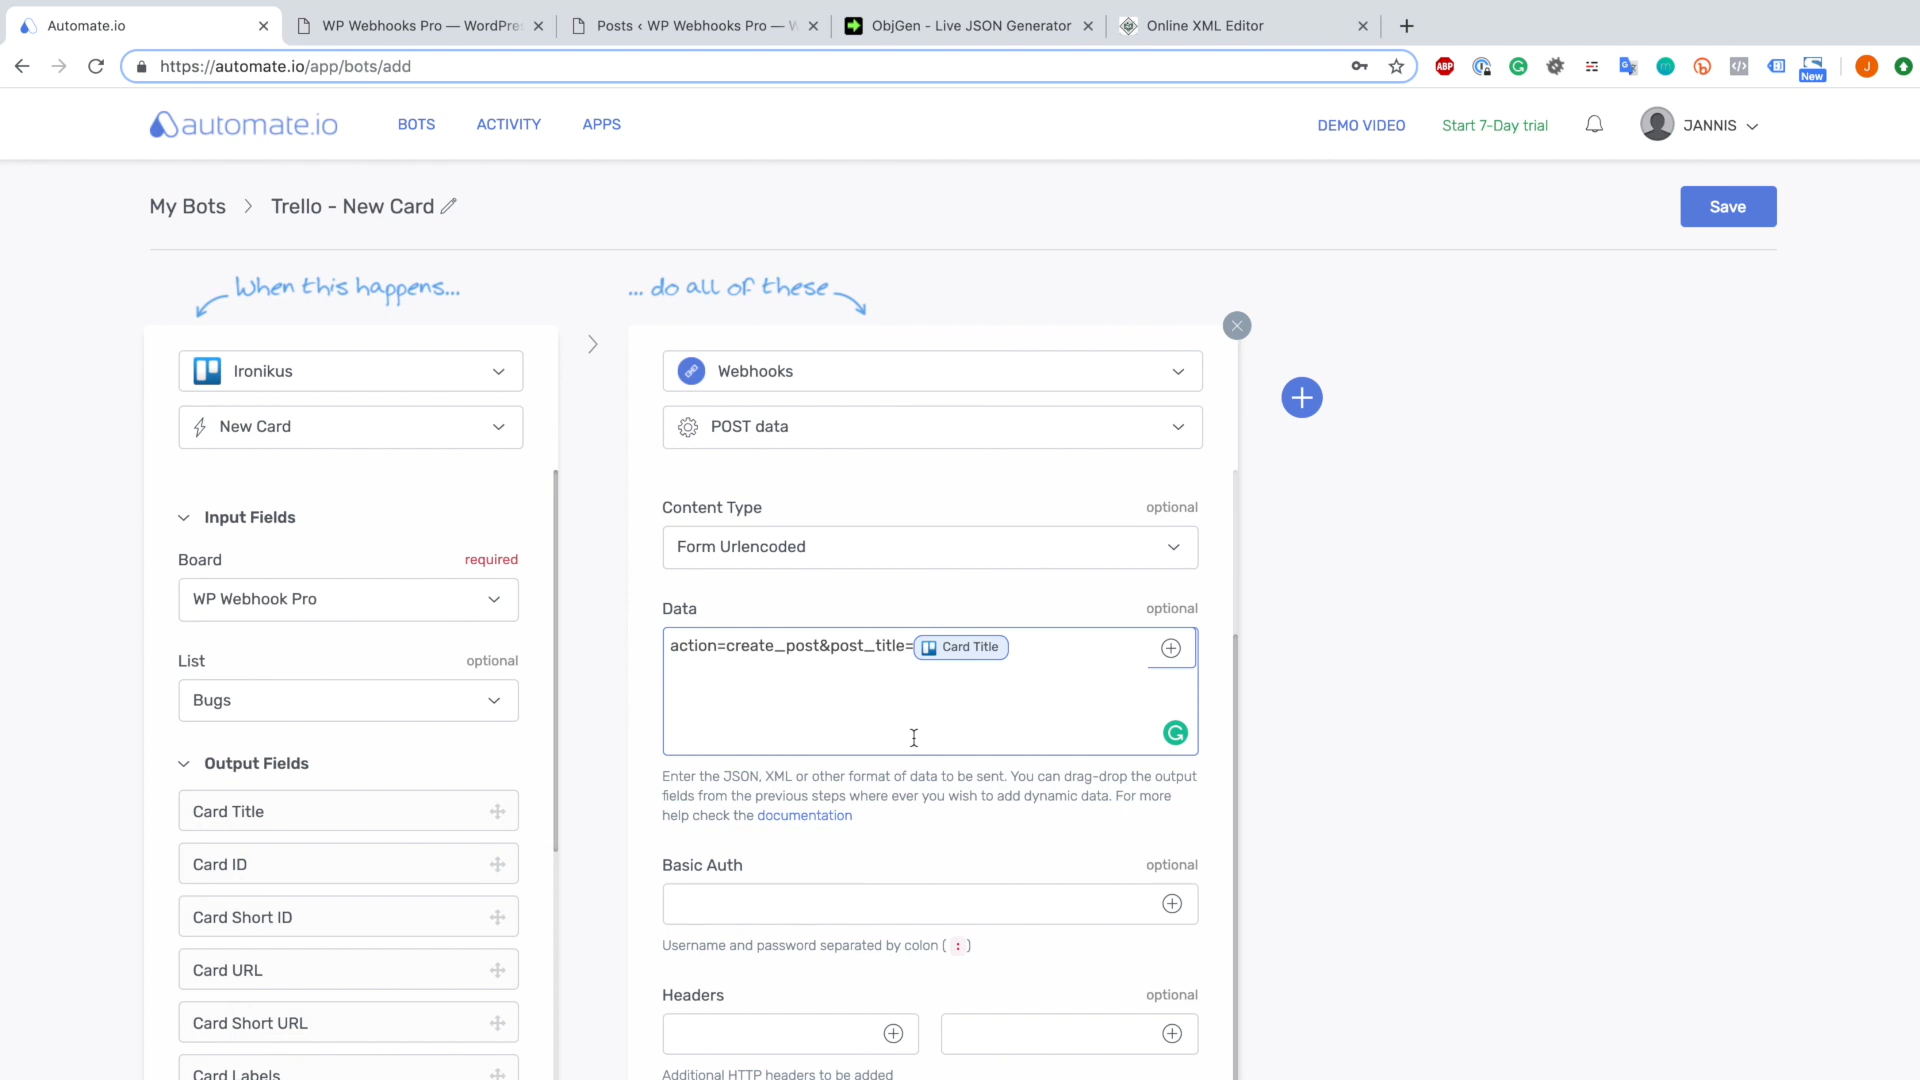 Automate.io
WP Webhooks Pro — WordPres
Posts ‹ WP Webhooks Pro — W
ObjGen - Live JSON Generator
Online XML Editor
https://automate.io/app/bots/add
ABP
New
J
automate.io
BOTS
ACTIVITY
APPS
DEMO VIDEO
Start 7-Day trial
JANNIS
My Bots > Trello - New Card
Save
When this happens...
... do all of these
Ironikus
New Card
Input Fields
Board required
WP Webhook Pro
List optional
Bugs
Output Fields
Card Title
Card ID
Card Short ID
Card URL
Card Short URL
Card Labels
Webhooks
POST data
Content Type optional
Form Urlencoded
Data optional
action=create_post&post_title= Card Title
Enter the JSON, XML or other format of data to be sent. You can drag-drop the output
fields from the previous steps where ever you wish to add dynamic data. For more
help check the documentation
Basic Auth optional
Username and password separated by colon ( : )
Headers optional
Additional HTTP headers to be added